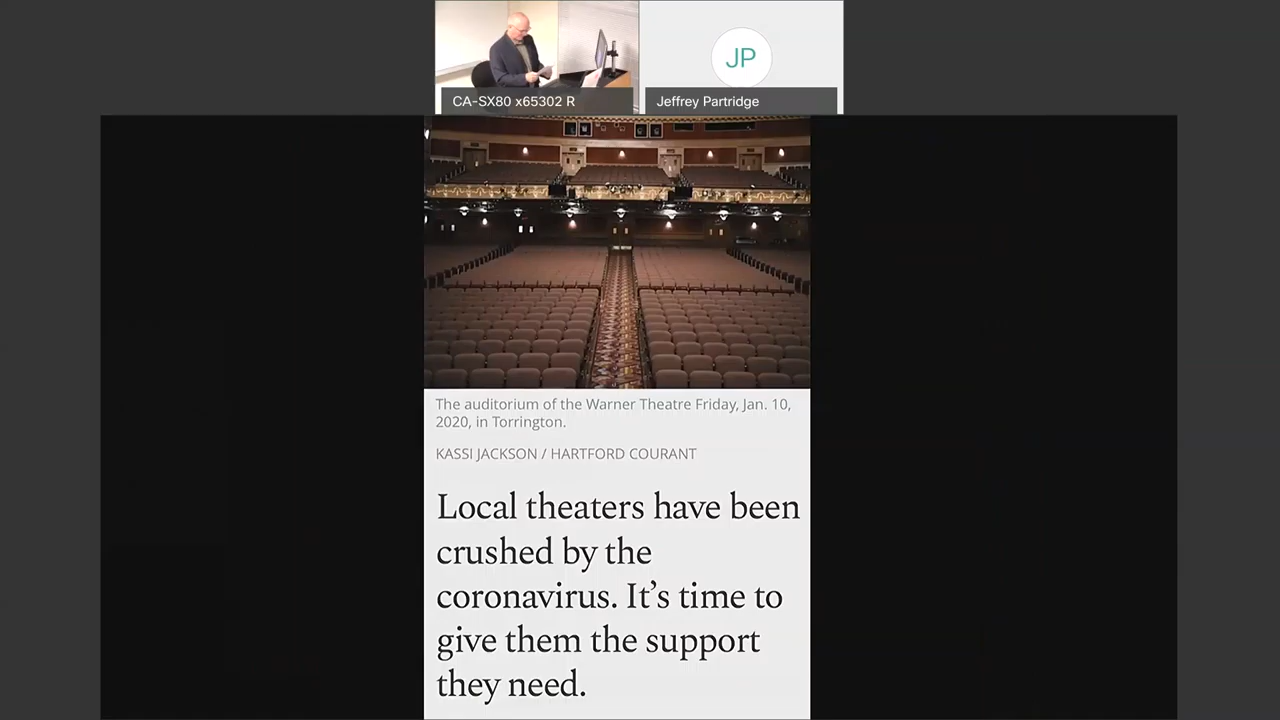 CA-SX80 x65302 R
JP
Jeffrey Partridge
The auditorium of the Warner Theatre Friday, Jan. 10,
2020, in Torrington.
KASSI JACKSON / HARTFORD COURANT
Local theaters have been
crushed by the
coronavirus. It’s time to
give them the support
they need.